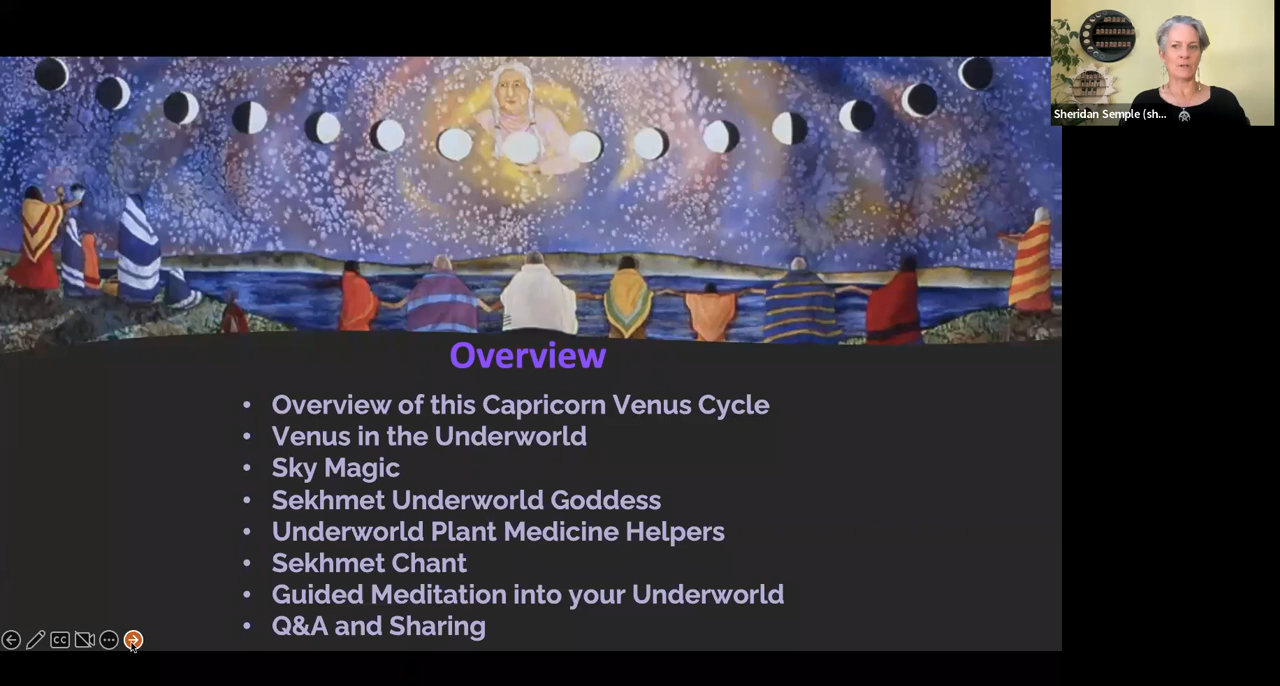 Sheridan Semple (sh...
Overview
• Overview of this Capricorn Venus Cycle
• Venus in the Underworld
• Sky Magic
• Sekhmet Underworld Goddess
• Underworld Plant Medicine Helpers
• Sekhmet Chant
• Guided Meditation into your Underworld
• Q&A and Sharing
CC